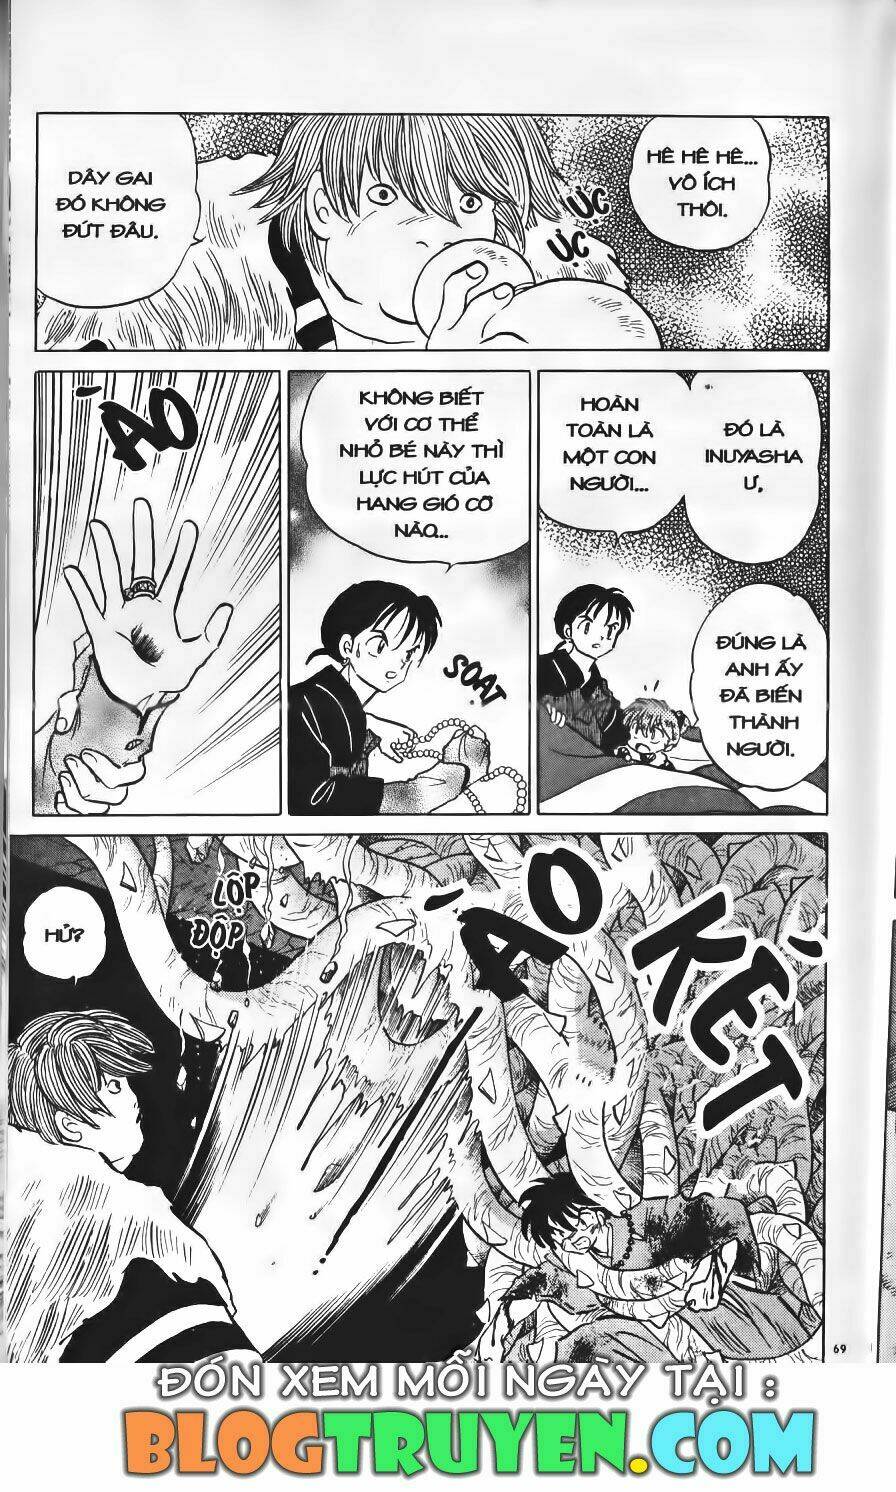 HÊ HÊ HÊ...
VÔ ÍCH
THÔI.
DÂY GAI
ĐÓ KHÔNG
ĐỨT ĐÂU.
ỰC
ỰC
ĐÓ LÀ
INUYASHA
Ư,
HOÀN
TOÀN LÀ
MỘT CON
NGƯỜI...
ĐÚNG LÀ
ANH ẤY
ĐÃ BIẾN
THÀNH
NGƯỜI.
KHÔNG BIẾT
VỚI CƠ THỂ
NHỎ BÉ NÀY THÌ
LỰC HÚT CỦA
HANG GIÓ CỠ
NÀO...
SOẠT
ÀO
KÉT
ÀO
LỘP
ĐỘP
HỬ?
69
ĐÓN XEM MỖI NGÀY TẠI :
BLOGTRUYEN.COM